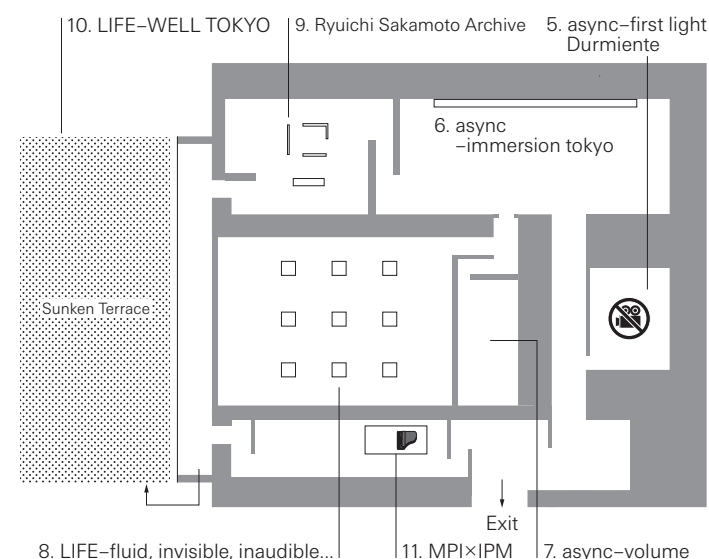 10. LIFE–WELL TOKYO
9. Ryuichi Sakamoto Archive
5. async–first light
Durmiente
6. async
–immersion tokyo
Sunken Terrace
Exit
8. LIFE–fluid, invisible, inaudible...
11. MPI×IPM
7. async–volume